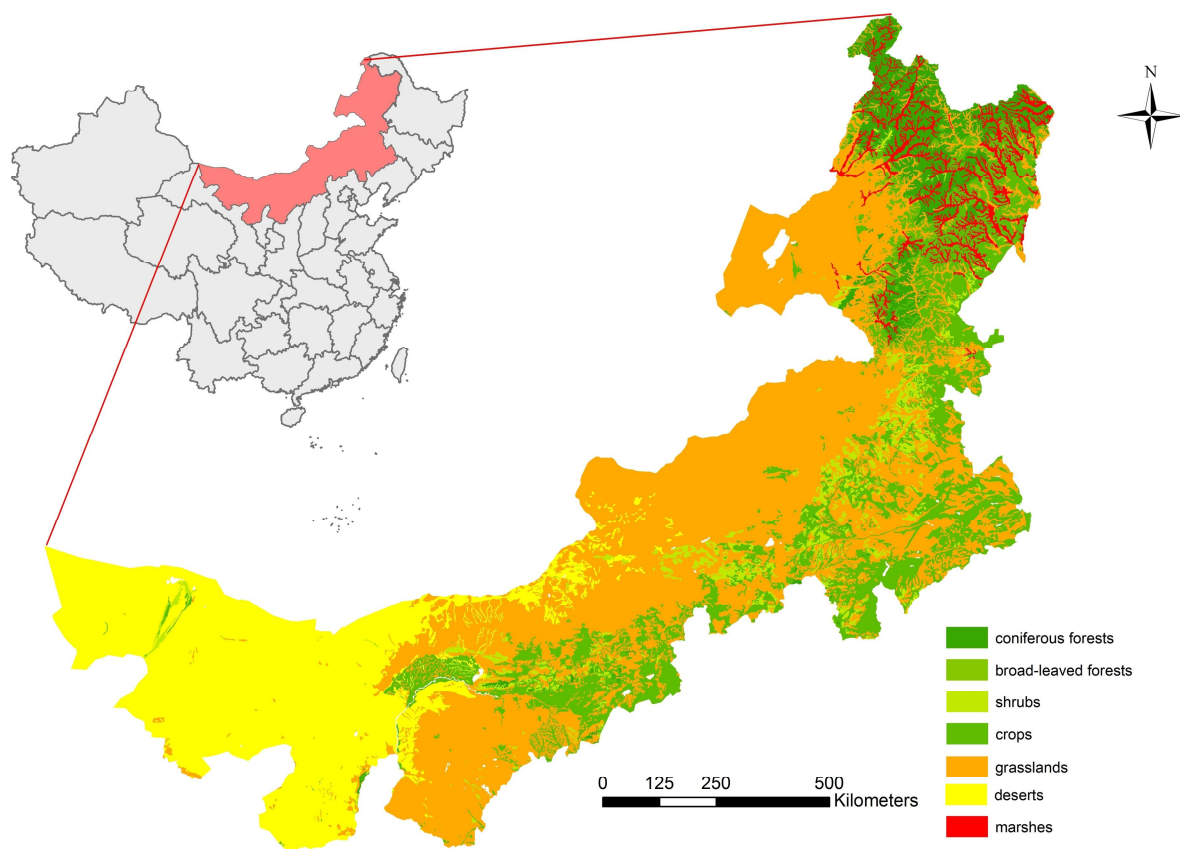 N
coniferous forests
broad-leaved forests
shrubs
crops
grasslands
deserts
marshes
0 125 250 500
Kilometers